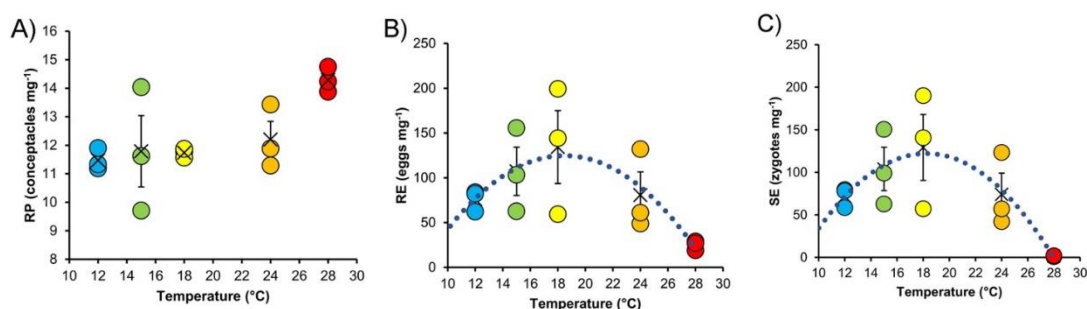 A)
RP (conceptacles mg⁻¹)
16
15
14
13
12
11
10
9
8
10 12 14 16 18 20 22 24 26 28 30
Temperature (°C)
B)
RE (eggs mg⁻¹)
250
200
150
100
50
0
10 12 14 16 18 20 22 24 26 28 30
Temperature (°C)
C)
SE (zygotes mg⁻¹)
250
200
150
100
50
0
10 12 14 16 18 20 22 24 26 28 30
Temperature (°C)